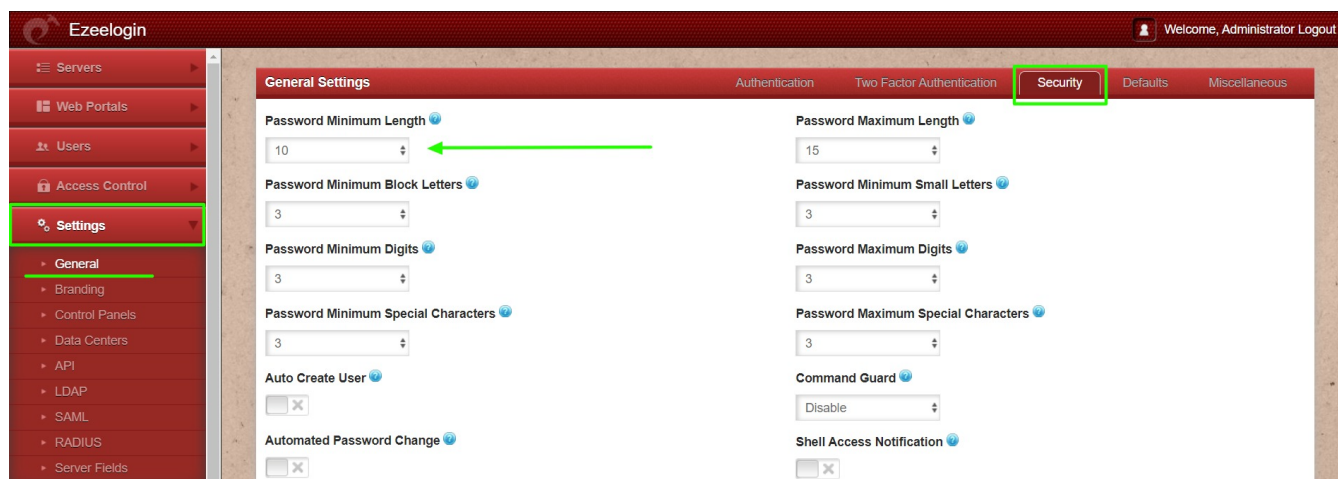 Ezeelogin
Welcome, Administrator Logout
Servers
Web Portals
Users
Access Control
Settings
General
Branding
Control Panels
Data Centers
API
LDAP
SAML
RADIUS
Server Fields
General Settings
Authentication
Two Factor Authentication
Security
Defaults
Miscellaneous
Password Minimum Length
10
Password Maximum Length
15
Password Minimum Block Letters
3
Password Minimum Small Letters
3
Password Minimum Digits
3
Password Maximum Digits
3
Password Minimum Special Characters
3
Password Maximum Special Characters
3
Auto Create User
Command Guard
Disable
Automated Password Change
Shell Access Notification